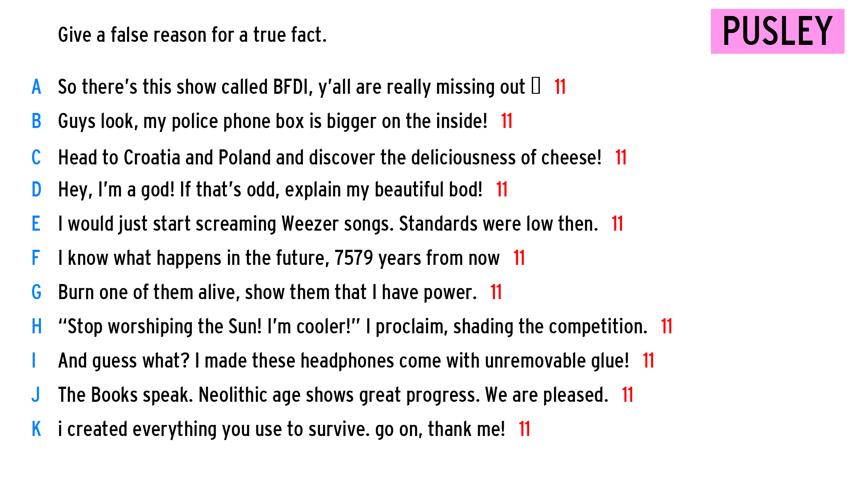 Give a false reason for a true fact.
PUSLEY
A So there's this show called BFDI, y'all are really missing out ▯ 11
B Guys look, my police phone box is bigger on the inside! 11
C Head to Croatia and Poland and discover the deliciousness of cheese! 11
D Hey, I'm a god! If that's odd, explain my beautiful bod! 11
E I would just start screaming Weezer songs. Standards were low then. 11
F I know what happens in the future, 7579 years from now 11
G Burn one of them alive, show them that I have power. 11
H "Stop worshiping the Sun! I'm cooler!" I proclaim, shading the competition. 11
I And guess what? I made these headphones come with unremovable glue! 11
J The Books speak. Neolithic age shows great progress. We are pleased. 11
K i created everything you use to survive. go on, thank me! 11